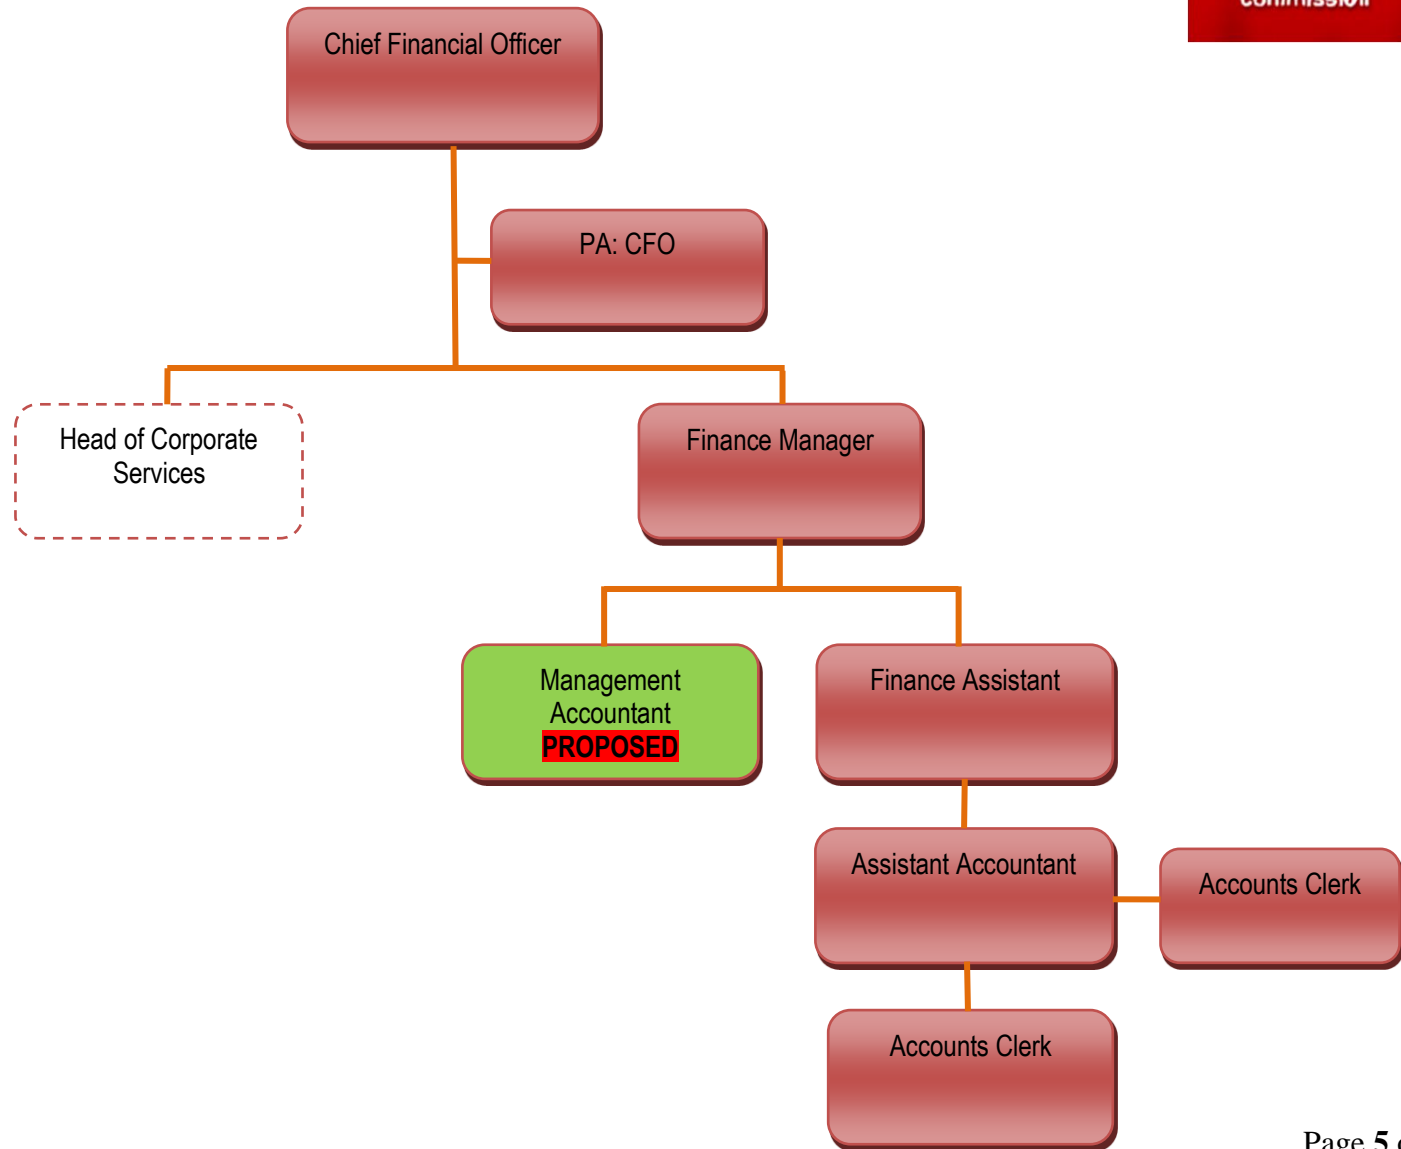 commission
Chief Financial Officer
PA: CFO
Head of Corporate
Services
Finance Manager
Management
Accountant
PROPOSED
Finance Assistant
Assistant Accountant
Accounts Clerk
Accounts Clerk
Page 5 o